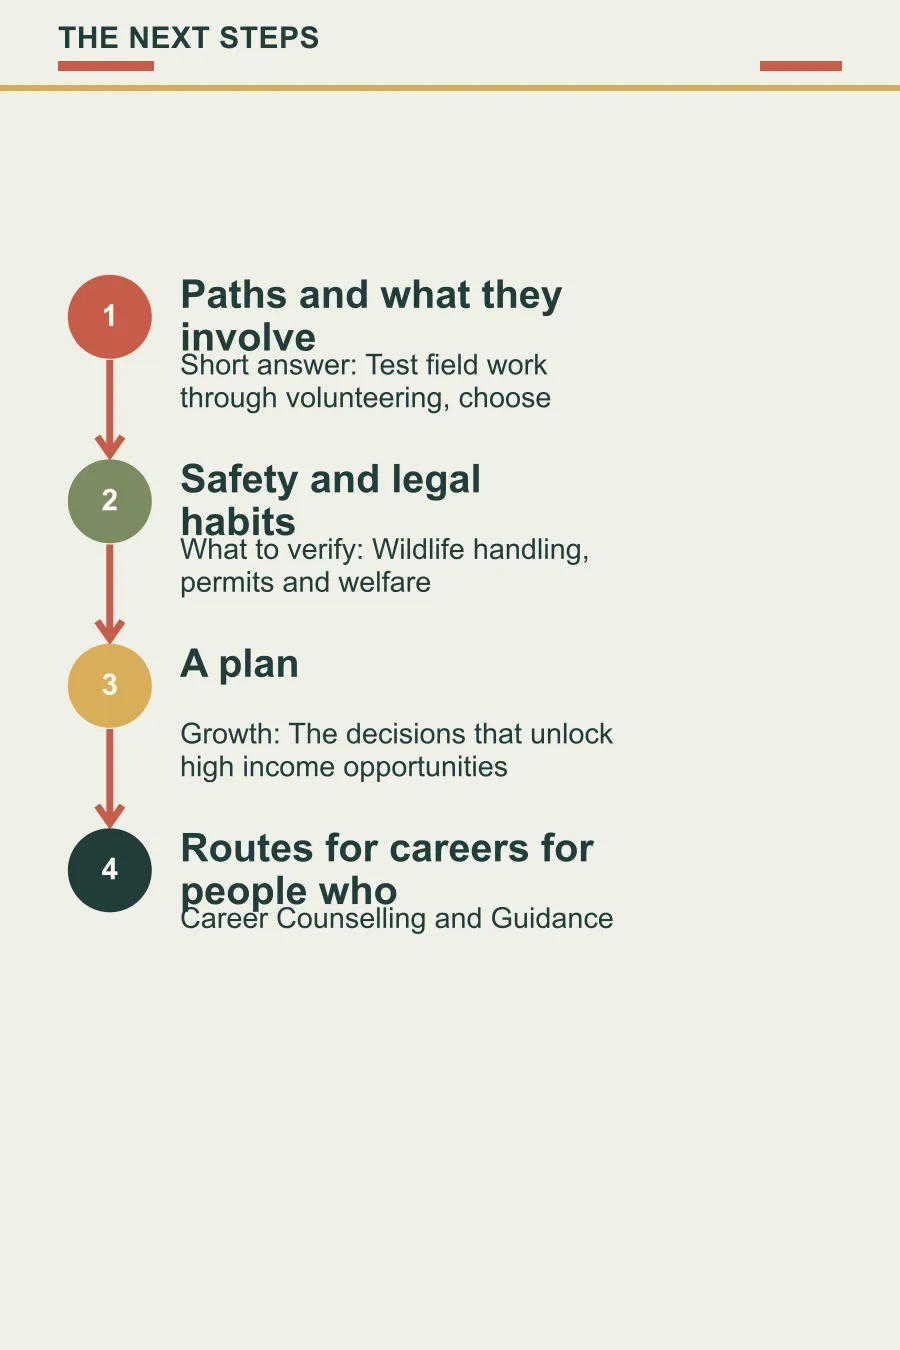 THE NEXT STEPS
1
Paths and what they
involve
Short answer: Test field work
through volunteering, choose
2
Safety and legal
habits
What to verify: Wildlife handling,
permits and welfare
3
A plan
Growth: The decisions that unlock
high income opportunities
4
Routes for careers for
people who
Career Counselling and Guidance